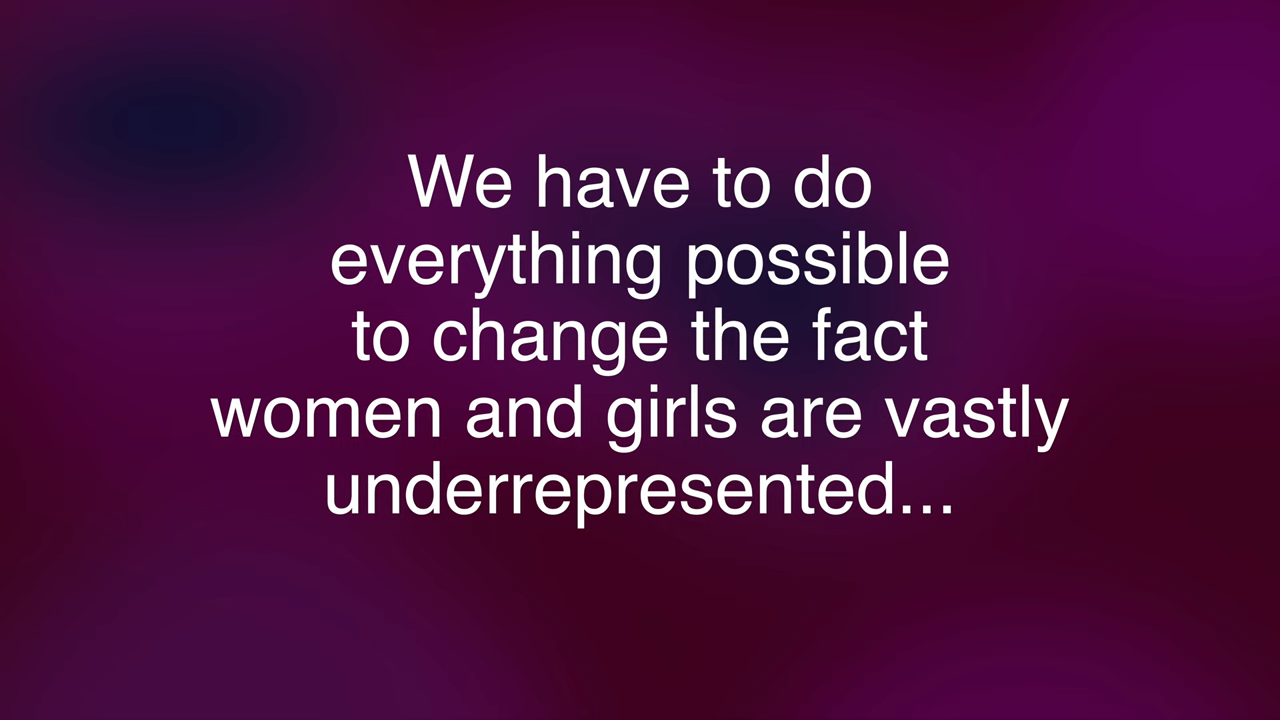 We have to do
everything possible
to change the fact
women and girls are vastly
underrepresented...